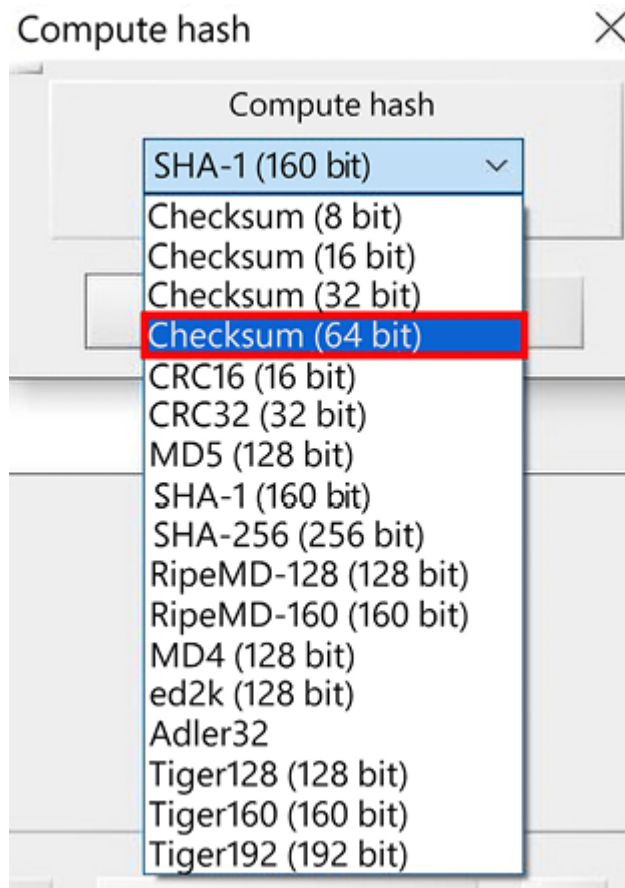 Compute hash
Compute hash
SHA-1 (160 bit)
Checksum (8 bit)
Checksum (16 bit)
Checksum (32 bit)
Checksum (64 bit)
CRC16 (16 bit)
CRC32 (32 bit)
MD5 (128 bit)
SHA-1 (160 bit)
SHA-256 (256 bit)
RipeMD-128 (128 bit)
RipeMD-160 (160 bit)
MD4 (128 bit)
ed2k (128 bit)
Adler32
Tiger128 (128 bit)
Tiger160 (160 bit)
Tiger192 (192 bit)